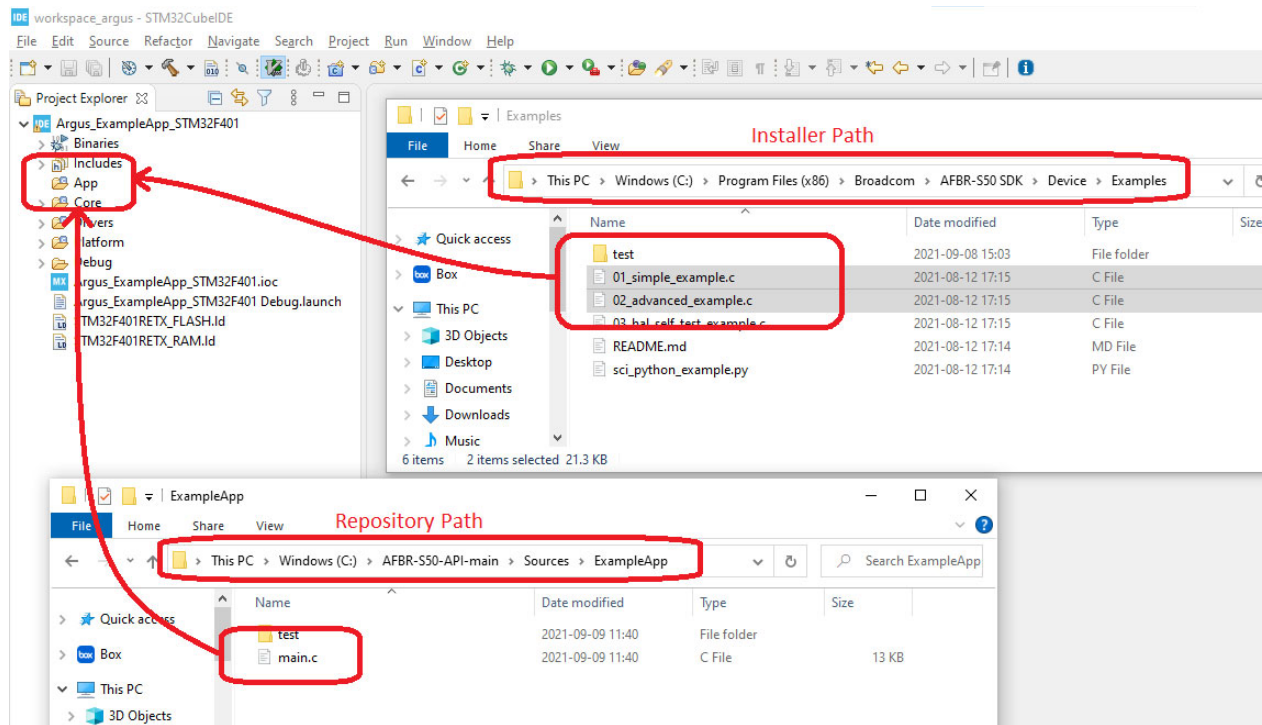 IDE workspace_argus - STM32CubeIDE
File Edit Source Refactor Navigate Search Project Run Window Help
Project Explorer
IDE Argus_ExampleApp_STM32F401
Binaries
Includes
App
Core
Drivers
Platform
Debug
MX Argus_ExampleApp_STM32F401.ioc
Argus_ExampleApp_STM32F401 Debug.launch
STM32F401RETX_FLASH.ld
STM32F401RETX_RAM.ld
Examples
Installer Path
File Home Share View
This PC > Windows (C:) > Program Files (x86) > Broadcom > AFBR-S50 SDK > Device > Examples
Name Date modified Type Size
Quick access
box Box
This PC
3D Objects
Desktop
Documents
Downloads
Music
test 2021-09-08 15:03 File folder
01_simple_example.c 2021-08-12 17:15 C File
02_advanced_example.c 2021-08-12 17:15 C File
03_hal_self_test_example.c 2021-08-12 17:15 C File
README.md 2021-08-12 17:14 MD File
sci_python_example.py 2021-08-12 17:14 PY File
6 items 2 items selected 21.3 KB
ExampleApp
Repository Path
File Home Share View
This PC > Windows (C:) > AFBR-S50-API-main > Sources > ExampleApp
Search ExampleApp
Name Date modified Type Size
Quick access
box Box
This PC
3D Objects
test 2021-09-09 11:40 File folder
main.c 2021-09-09 11:40 C File 13 KB